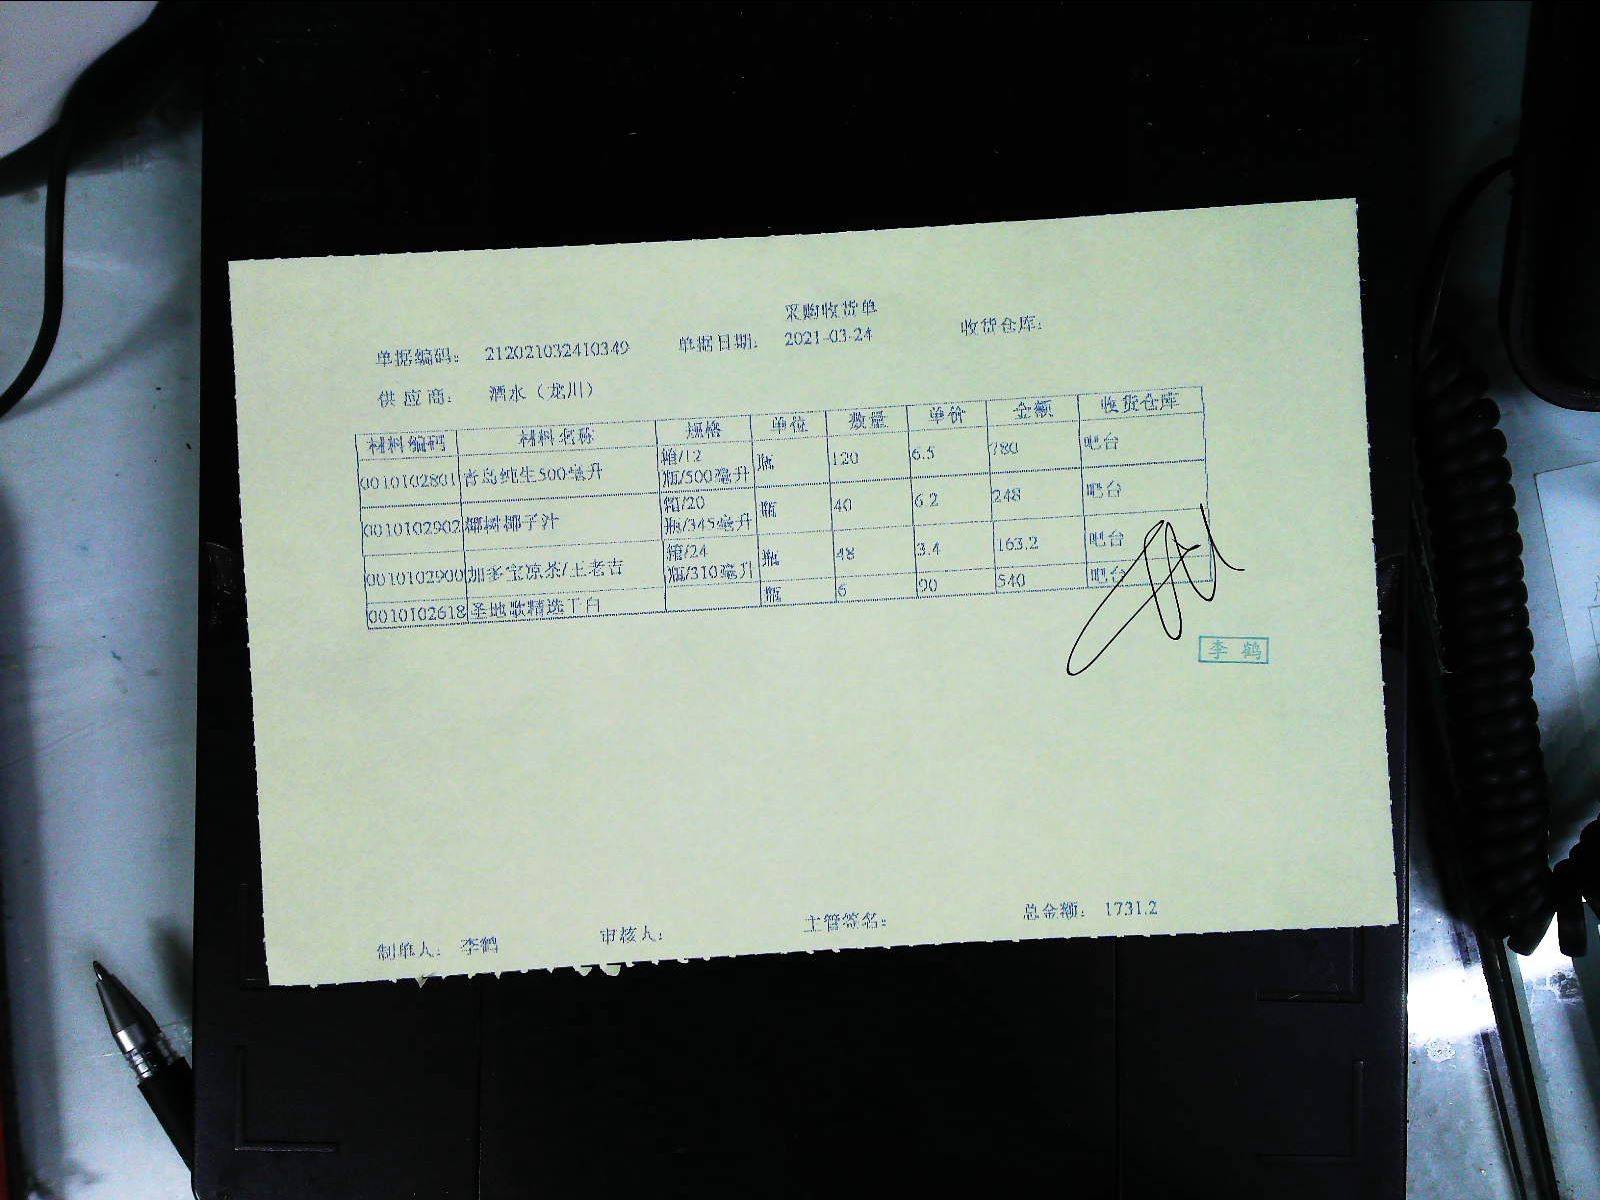 采购收货单
单据编码： 212021032410349 单据日期： 2021-03-24 收货仓库：
供应商： 酒水（龙川）
材料编码 材料名称 规格 单位 数量 单价 金额 收货仓库
0010102801 青岛纯生500毫升 箱/12瓶/500毫升 瓶 120 6.5 780 吧台
0010102902 椰树椰子汁 箱/20瓶/345毫升 瓶 40 6.2 248 吧台
0010102900 加多宝凉茶/王老吉 箱/24瓶/310毫升 瓶 48 3.4 163.2 吧台
0010102618 圣地歌精选干白 瓶 6 90 540 吧台
李鹤
制单人： 李鹤 审核人： 主管签名： 总金额： 1731.2